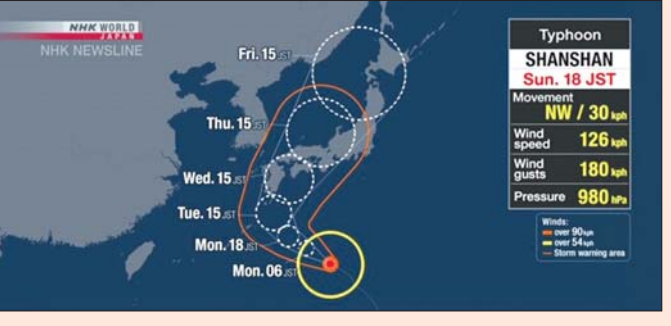 NHK WORLD
JAPAN
NHK NEWSLINE
Fri. 15 JST
Thu. 15 JST
Wed. 15 JST
Tue. 15 JST
Mon. 18 JST
Mon. 06 JST
Typhoon
SHANSHAN
Sun. 18 JST
Movement
NW / 30 kph
Wind speed 126 kph
Wind gusts 180 kph
Pressure 980 hPa
Winds:
over 90 kph
over 54 kph
Storm warning area